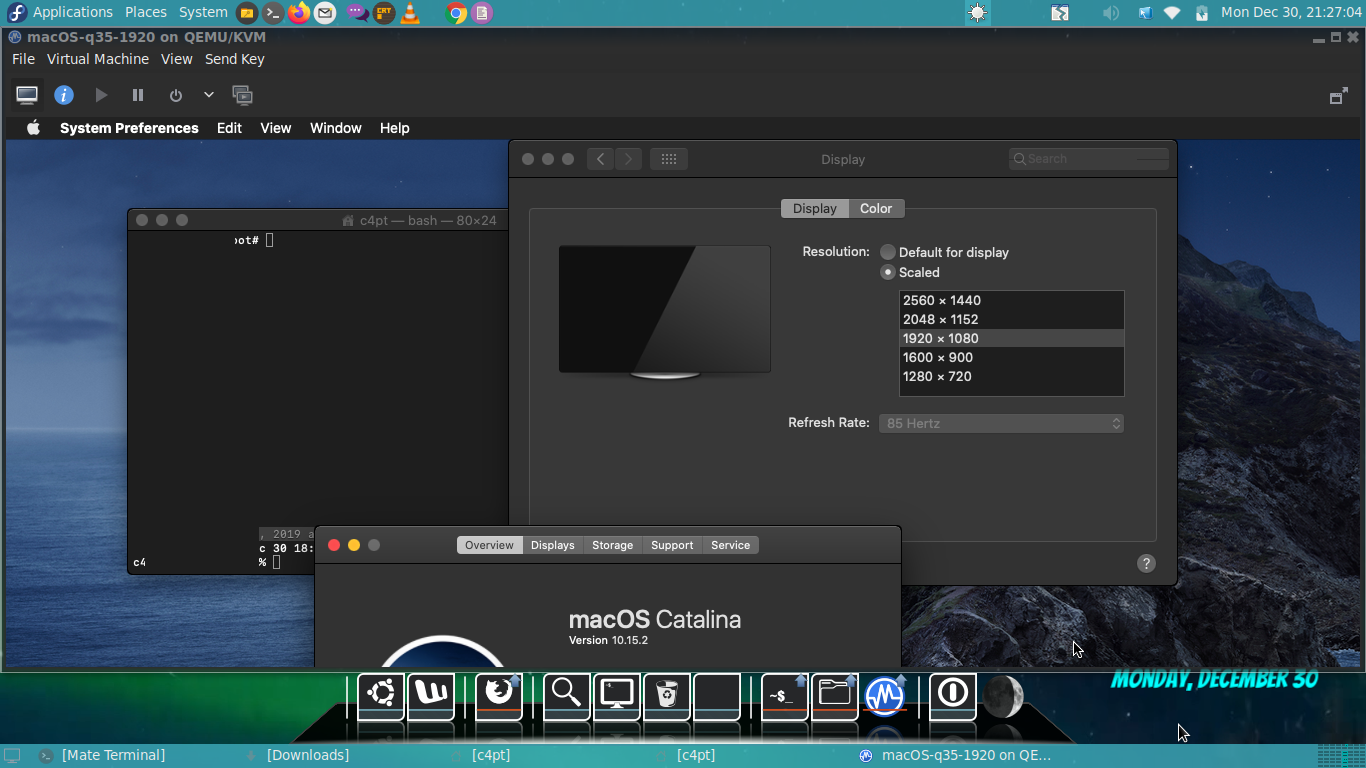 Applications Places System CRT Mon Dec 30, 21:27:04
macOS-q35-1920 on QEMU/KVM
File Virtual Machine View Send Key
System Preferences Edit View Window Help
Display
Search
Display Color
c4pt — bash — 80×24
ot#
Resolution: Default for display
Scaled
2560 × 1440
2048 × 1152
1920 × 1080
1600 × 900
1280 × 720
Refresh Rate: 85 Hertz
, 2019 a
c 30 18:
c4 %
Overview Displays Storage Support Service
?
macOS Catalina
Version 10.15.2
MONDAY, DECEMBER 30
~$_
[Mate Terminal] [Downloads] [c4pt] [c4pt] macOS-q35-1920 on QE...